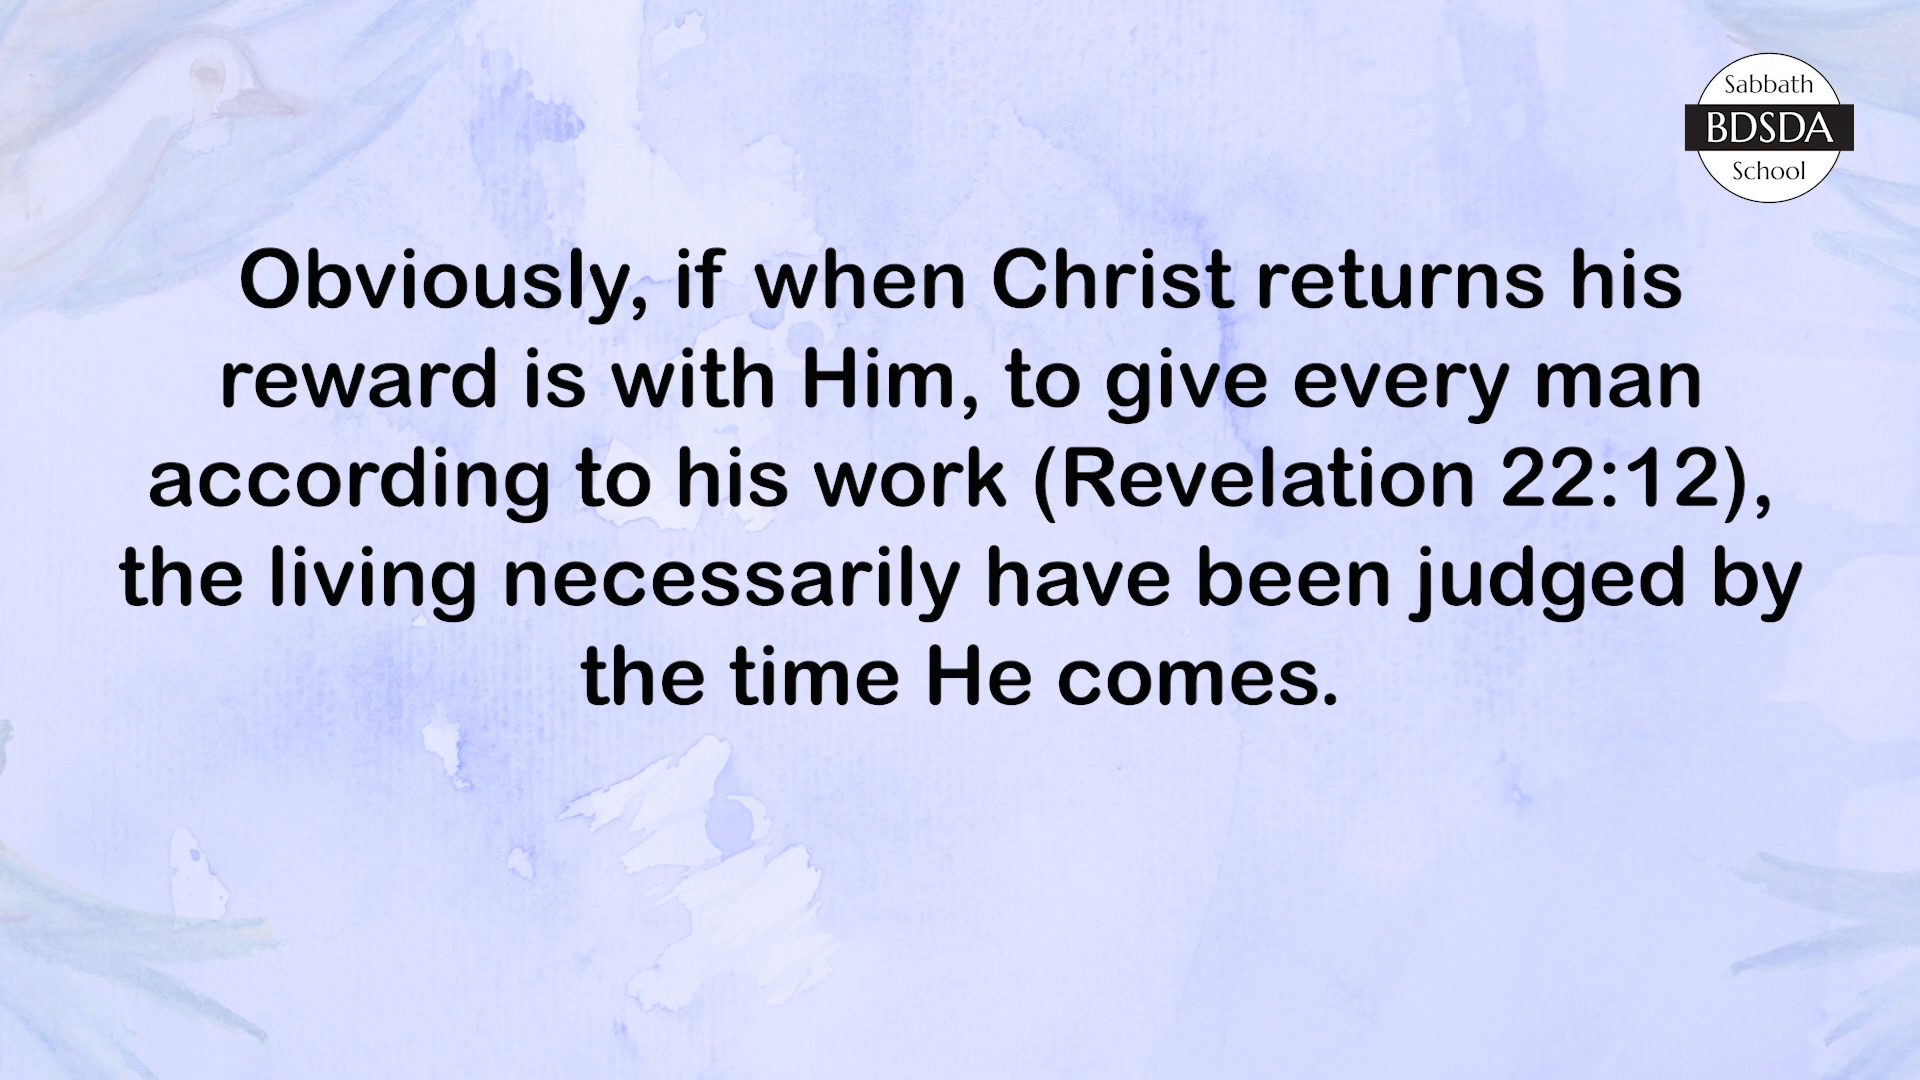 Sabbath
BDSDA
School
Obviously, if when Christ returns his
reward is with Him, to give every man
according to his work (Revelation 22:12),
the living necessarily have been judged by
the time He comes.